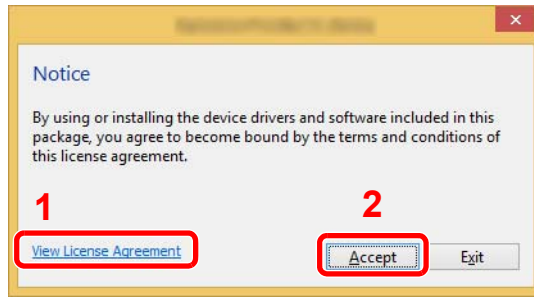 Notice
By using or installing the device drivers and software included in this
package, you agree to become bound by the terms and conditions of
this license agreement.
1
2
View License Agreement
Accept
Exit